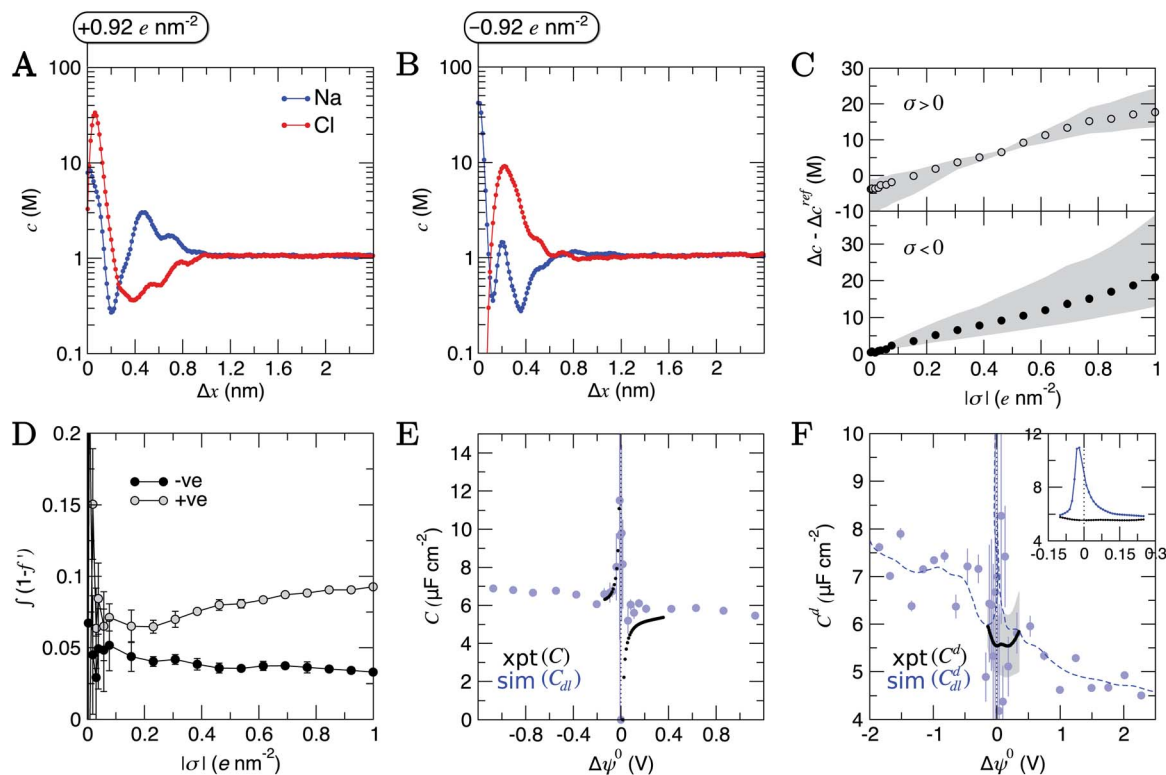 +0.92 e nm⁻²
−0.92 e nm⁻²
A
100
10
1
0.1
c (M)
0 0.4 0.8 1.2 1.6 2
Δx (nm)
Na
Cl
B
100
10
1
0.1
c (M)
0 0.4 0.8 1.2 1.6 2
Δx (nm)
C
30
20
10
0
-10
30
20
10
0
Δc - Δc^ref (M)
σ>0
σ<0
0 0.2 0.4 0.6 0.8 1
|σ| (e nm⁻²)
D
0.2
0.15
0.1
0.05
0
∫(1-f')
-ve
+ve
0 0.2 0.4 0.6 0.8 1
|σ| (e nm⁻²)
E
14
12
10
8
6
4
2
0
C (μF cm⁻²)
xpt (C)
sim (C_dl)
-0.8 -0.4 0 0.4 0.8
Δψ⁰ (V)
F
10
9
8
7
6
5
4
C^d (μF cm⁻²)
12
8
4
-0.15 0 0.15 0.3
xpt (C^d)
sim (C^d_dl)
-2 -1 0 1 2
Δψ⁰ (V)